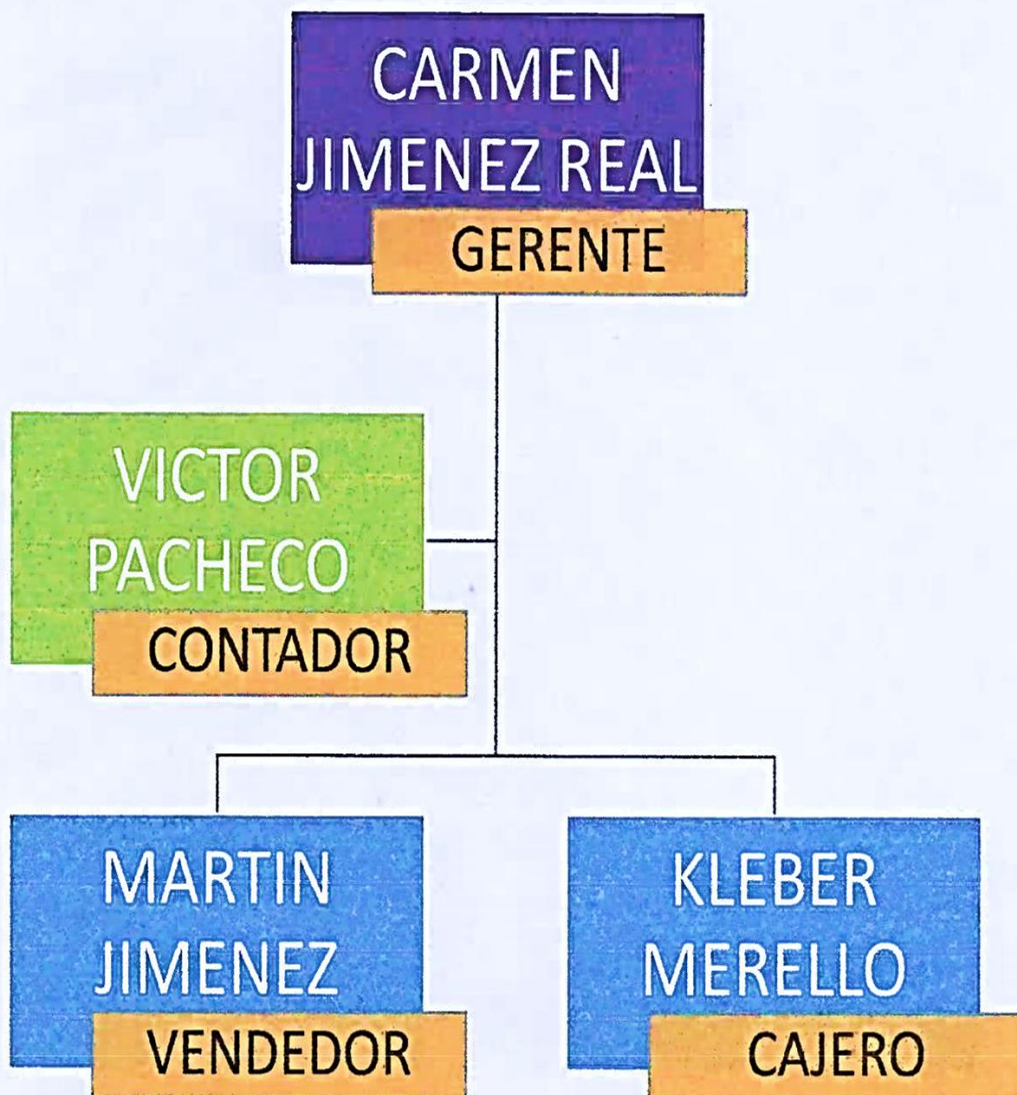 CARMEN
JIMENEZ REAL
GERENTE
VICTOR
PACHECO
CONTADOR
MARTIN
JIMENEZ
VENDEDOR
KLEBER
MERELLO
CAJERO